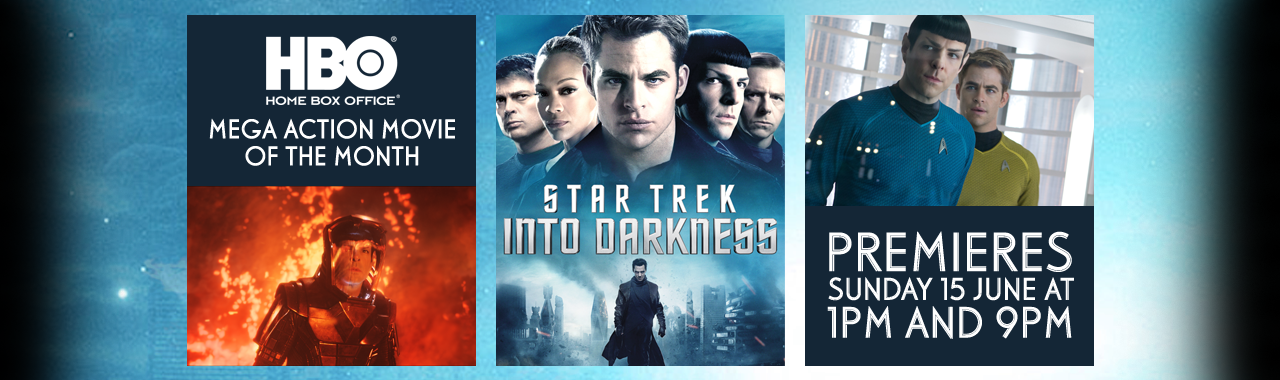 HBO®
HOME BOX OFFICE®
MEGA ACTION MOVIE
OF THE MONTH
STAR TREK
INTO DARKNESS
PREMIERES
SUNDAY 15 JUNE AT
1PM AND 9PM